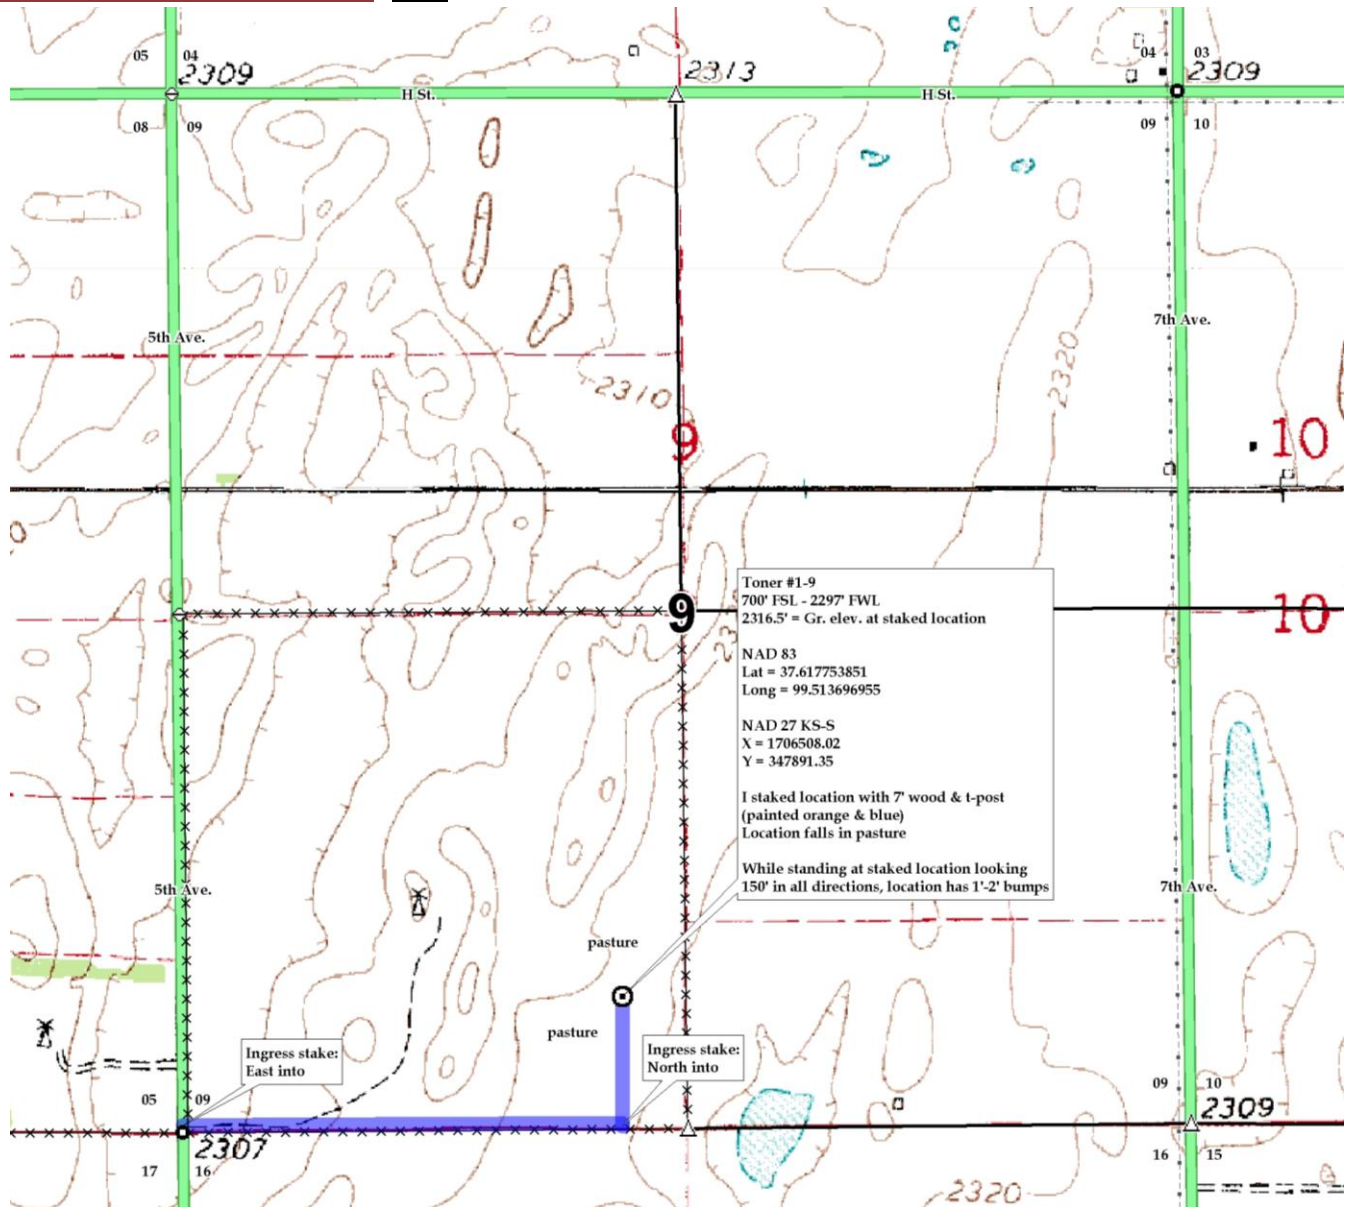 05 04
2309
2313
04 03
2309
H St.
H St.
08 09
09 10
5th Ave.
7th Ave.
2310
2320
9
10
9
10
Toner #1-9
700' FSL - 2297' FWL
2316.5' = Gr. elev. at staked location
NAD 83
Lat = 37.617753851
Long = 99.513696955
NAD 27 KS-S
X = 1706508.02
Y = 347891.35
I staked location with 7' wood & t-post
(painted orange & blue)
Location falls in pasture
While standing at staked location looking
150' in all directions, location has 1'-2' bumps
5th Ave.
7th Ave.
pasture
pasture
Ingress stake:
East into
Ingress stake:
North into
05 09
09 10
2309
2307
17 16
16 15
2320